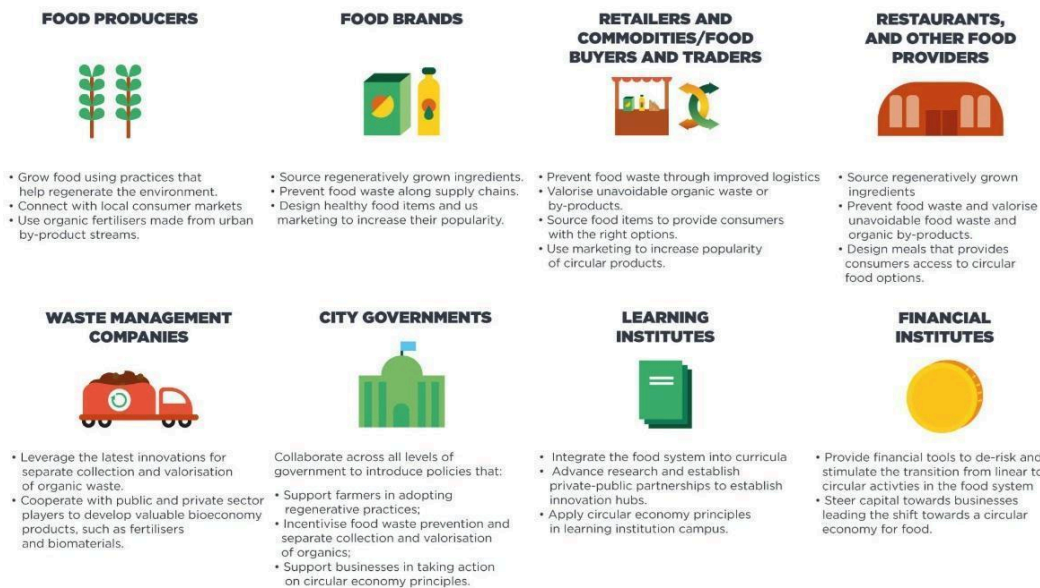 FOOD PRODUCERS
• Grow food using practices that
help regenerate the environment.
• Connect with local consumer markets
• Use organic fertilisers made from urban
by-product streams.
FOOD BRANDS
• Source regeneratively grown ingredients.
• Prevent food waste along supply chains.
• Design healthy food items and us
marketing to increase their popularity.
RETAILERS AND
COMMODITIES/FOOD
BUYERS AND TRADERS
• Prevent food waste through improved logistics
• Valorise unavoidable organic waste or
by-products.
• Source food items to provide consumers
with the right options.
• Use marketing to increase popularity
of circular products.
RESTAURANTS,
AND OTHER FOOD
PROVIDERS
• Source regeneratively grown
ingredients
• Prevent food waste and valorise
unavoidable food waste and
organic by-products.
• Design meals that provides
consumers access to circular
food options.
WASTE MANAGEMENT
COMPANIES
• Leverage the latest innovations for
separate collection and valorisation
of organic waste.
• Cooperate with public and private sector
players to develop valuable bioeconomy
products, such as fertilisers
and biomaterials.
CITY GOVERNMENTS
Collaborate across all levels of
government to introduce policies that:
• Support farmers in adopting
regenerative practices;
• Incentivise food waste prevention and
separate collection and valorisation
of organics;
• Support businesses in taking action
on circular economy principles.
LEARNING
INSTITUTES
• Integrate the food system into curricula
• Advance research and establish
private-public partnerships to establish
innovation hubs.
• Apply circular economy principles
in learning institution campus.
FINANCIAL
INSTITUTES
• Provide financial tools to de-risk and
stimulate the transition from linear to
circular activties in the food system
• Steer capital towards businesses
leading the shift towards a circular
economy for food.